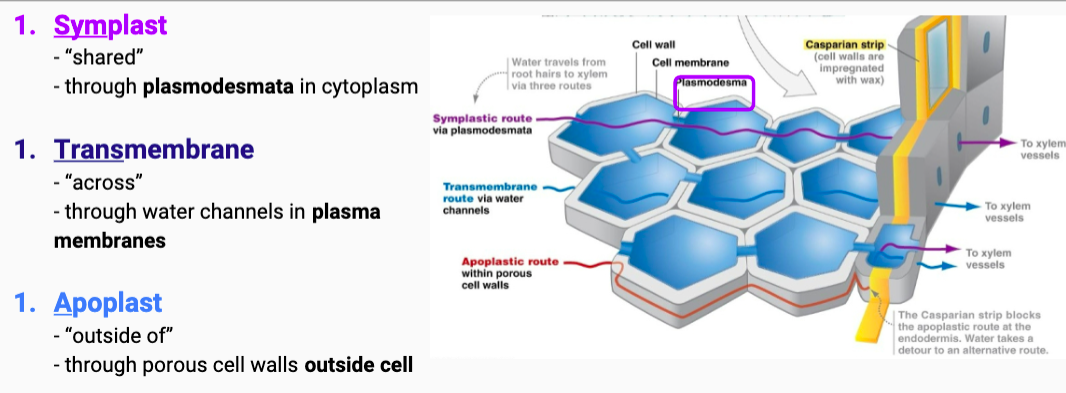 1. Symplast
- “shared”
- through plasmodesmata in cytoplasm
1. Transmembrane
- “across”
- through water channels in plasma
membranes
1. Apoplast
- “outside of”
- through porous cell walls outside cell
Water travels from
root hairs to xylem
via three routes
Cell wall
Cell membrane
Plasmodesma
Casparian strip
(cell walls are
impregnated
with wax)
Symplastic route
via plasmodesmata
Transmembrane
route via water
channels
Apoplastic route
within porous
cell walls
To xylem
vessels
To xylem
vessels
To xylem
vessels
The Casparian strip blocks
the apoplastic route at the
endodermis. Water takes a
detour to an alternative route.